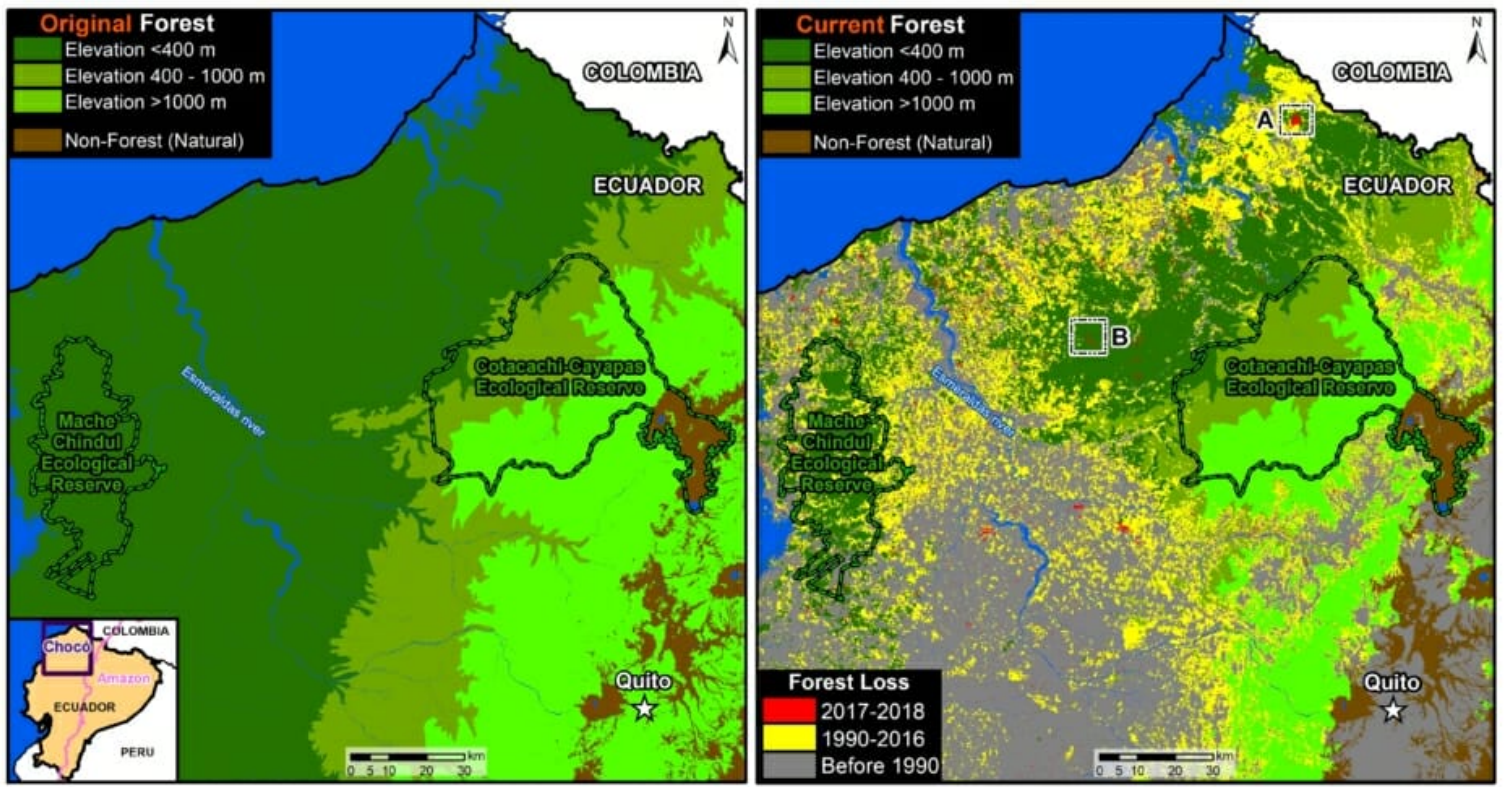 Original Forest
Elevation <400 m
Elevation 400 - 1000 m
Elevation >1000 m
Non-Forest (Natural)
N
COLOMBIA
ECUADOR
Cotacachi-Cayapas
Ecological Reserve
Esmeraldas river
Mache
Chindul
Ecological
Reserve
Quito
COLOMBIA
Chocó
Amazon
ECUADOR
PERU
km
0 5 10 20 30
Current Forest
Elevation <400 m
Elevation 400 - 1000 m
Elevation >1000 m
Non-Forest (Natural)
N
COLOMBIA
A
ECUADOR
B
Cotacachi-Cayapas
Ecological Reserve
Esmeraldas river
Mache
Chindul
Ecological
Reserve
Quito
Forest Loss
2017-2018
1990-2016
Before 1990
km
0 5 10 20 30